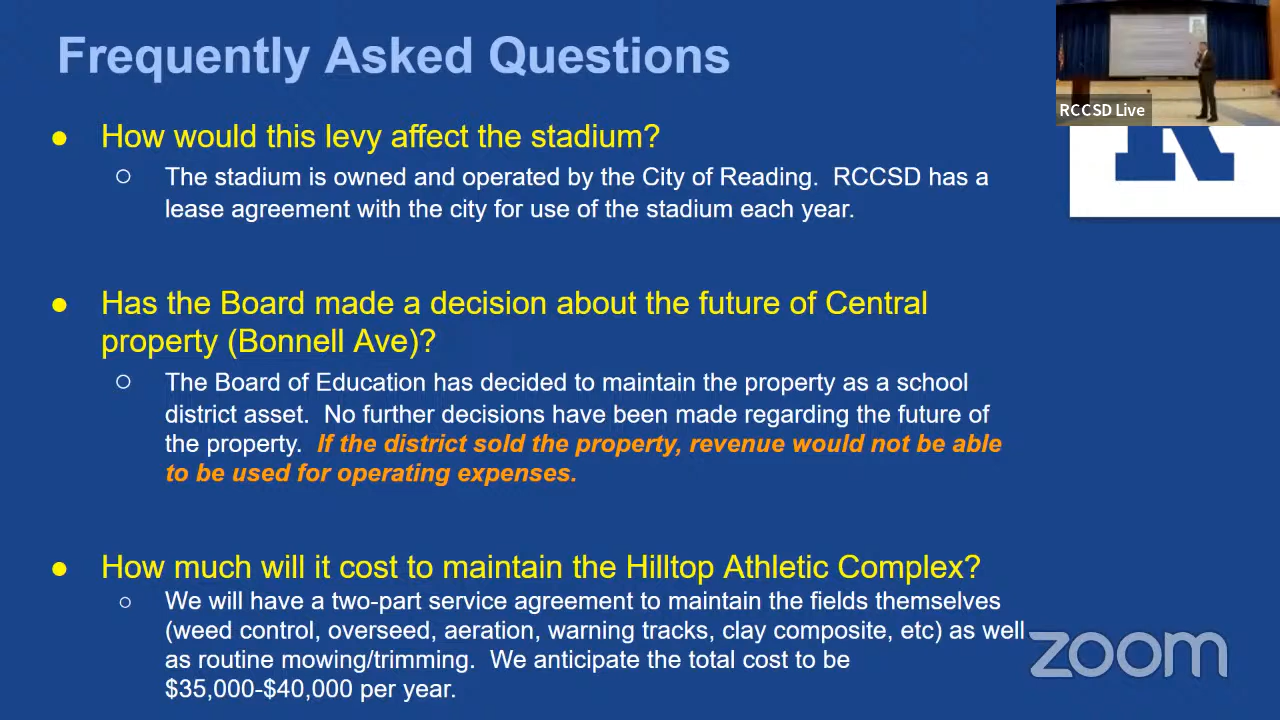 Frequently Asked Questions
RCCSD Live
R
● How would this levy affect the stadium?
○ The stadium is owned and operated by the City of Reading.  RCCSD has a
lease agreement with the city for use of the stadium each year.
● Has the Board made a decision about the future of Central
property (Bonnell Ave)?
○ The Board of Education has decided to maintain the property as a school
district asset.  No further decisions have been made regarding the future of
the property.  If the district sold the property, revenue would not be able
to be used for operating expenses.
● How much will it cost to maintain the Hilltop Athletic Complex?
○ We will have a two-part service agreement to maintain the fields themselves
(weed control, overseed, aeration, warning tracks, clay composite, etc) as well
as routine mowing/trimming.  We anticipate the total cost to be
$35,000-$40,000 per year.
zoom